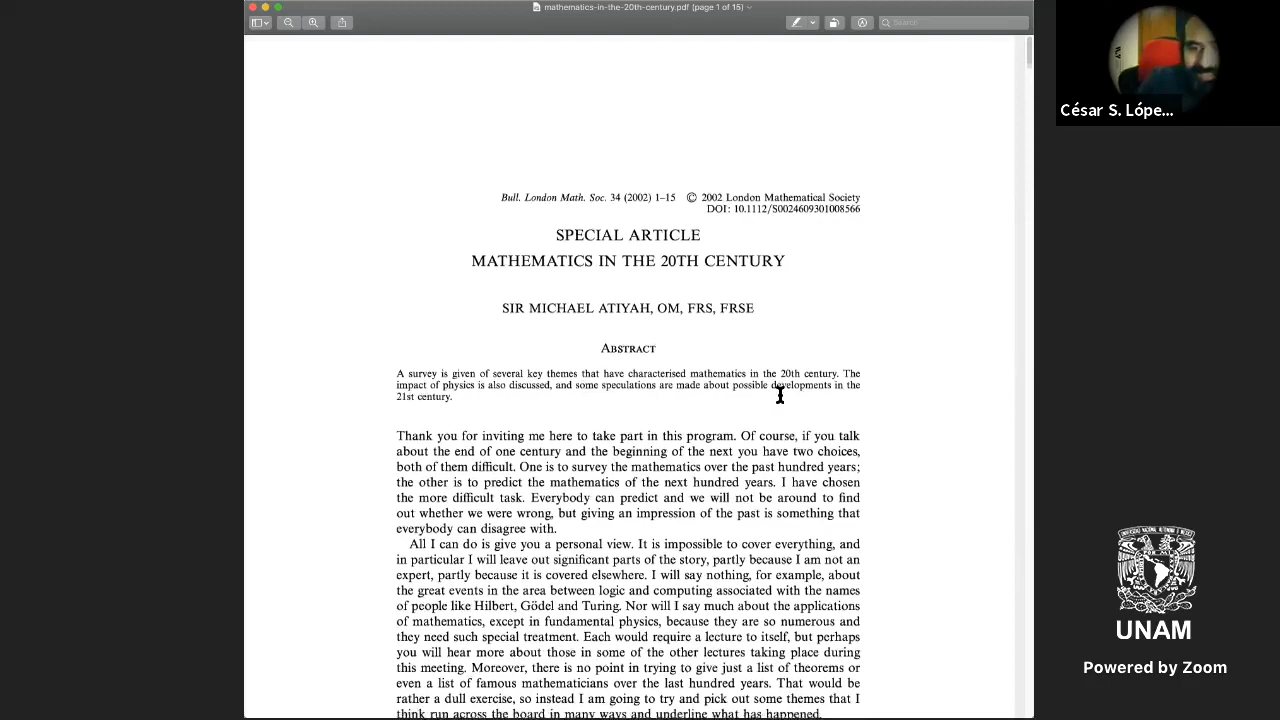 mathematics-in-the-20th-century.pdf (page 1 of 15)
Search
César S. Lópe...
Bull. London Math. Soc. 34 (2002) 1–15 © 2002 London Mathematical Society
DOI: 10.1112/S0024609301008566
SPECIAL ARTICLE
MATHEMATICS IN THE 20TH CENTURY
SIR MICHAEL ATIYAH, OM, FRS, FRSE
Abstract
A survey is given of several key themes that have characterised mathematics in the 20th century. The
impact of physics is also discussed, and some speculations are made about possible developments in the
21st century.
Thank you for inviting me here to take part in this program. Of course, if you talk
about the end of one century and the beginning of the next you have two choices,
both of them difficult. One is to survey the mathematics over the past hundred years;
the other is to predict the mathematics of the next hundred years. I have chosen
the more difficult task. Everybody can predict and we will not be around to find
out whether we were wrong, but giving an impression of the past is something that
everybody can disagree with.
All I can do is give you a personal view. It is impossible to cover everything, and
in particular I will leave out significant parts of the story, partly because I am not an
expert, partly because it is covered elsewhere. I will say nothing, for example, about
the great events in the area between logic and computing associated with the names
of people like Hilbert, Gödel and Turing. Nor will I say much about the applications
of mathematics, except in fundamental physics, because they are so numerous and
they need such special treatment. Each would require a lecture to itself, but perhaps
you will hear more about those in some of the other lectures taking place during
this meeting. Moreover, there is no point in trying to give just a list of theorems or
even a list of famous mathematicians over the last hundred years. That would be
rather a dull exercise, so instead I am going to try and pick out some themes that I
think run across the board in many ways and underline what has happened.
UNAM
Powered by Zoom